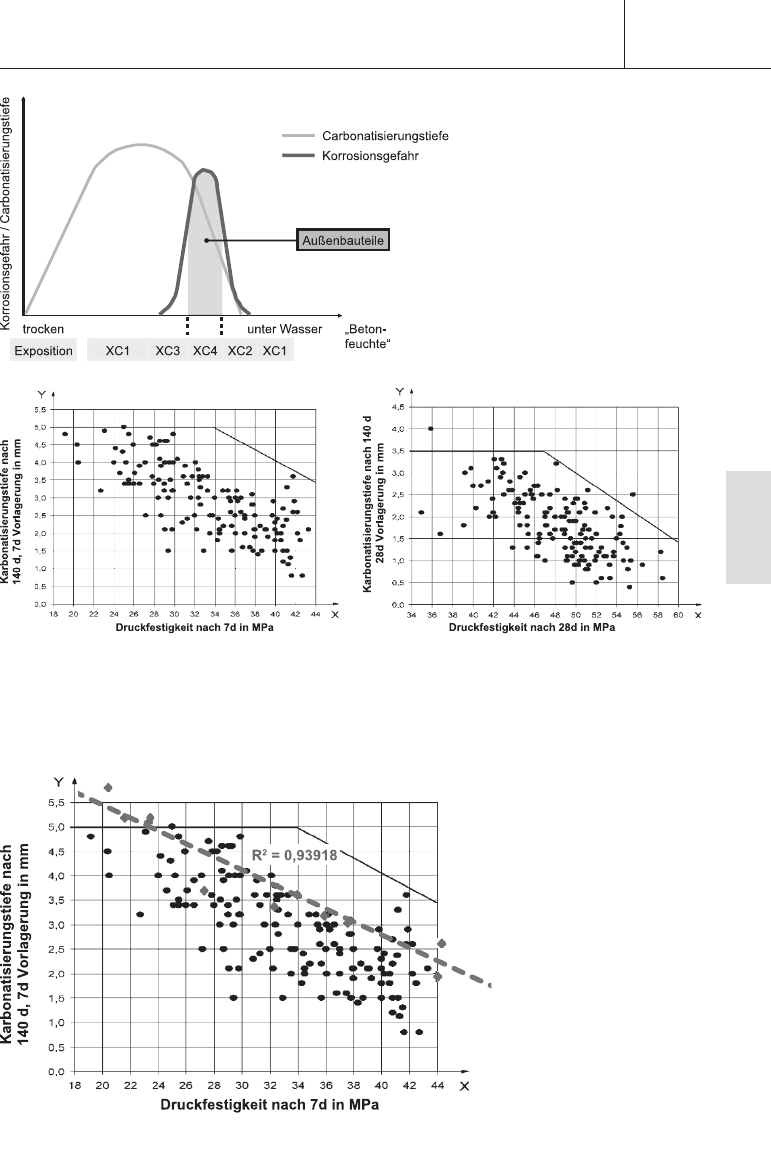 Korrosionsgefahr / Carbonatisierungstiefe
Carbonatisierungstiefe
Korrosionsgefahr
Außenbauteile
trocken
unter Wasser
„Beton-
feuchte“
Exposition
XC1
XC3
XC4
XC2
XC1
Karbonatisierungstiefe nach
140 d, 7d Vorlagerung in mm
Y
5,5
5,0
4,5
4,0
3,5
3,0
2,5
2,0
1,5
1,0
0,5
0,0
18 20 22 24 26 28 30 32 34 36 38 40 42 44 X
Druckfestigkeit nach 7d in MPa
Karbonatisierungstiefe nach 140 d
28d Vorlagerung in mm
Y
4,5
4,0
3,5
3,0
2,5
2,0
1,5
1,0
0,5
0.0
34 36 38 40 42 44 46 48 50 52 54 56 58 60 X
Druckfestigkeit nach 28d in MPa
Karbonatisierungstiefe nach
140 d, 7d Vorlagerung in mm
Y
5,5
5,0
4,5
4,0
3,5
3,0
2,5
2,0
1,5
1,0
0,5
0,0
R² = 0,93918
18 20 22 24 26 28 30 32 34 36 38 40 42 44 X
Druckfestigkeit nach 7d in MPa